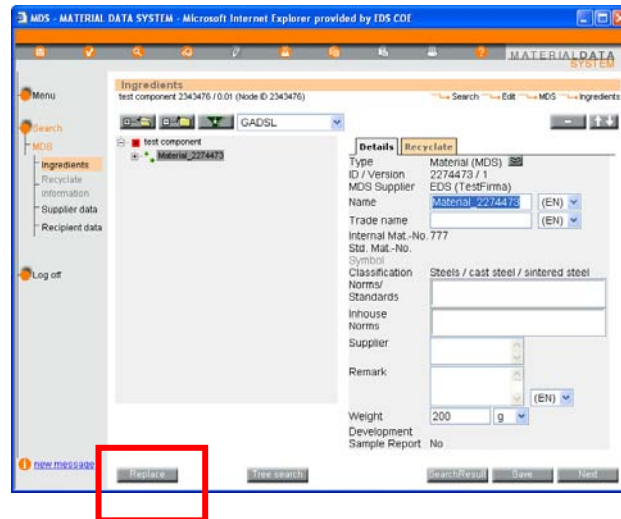 MDS - MATERIAL DATA SYSTEM - Microsoft Internet Explorer provided by EDS COE
MATERIALDATA
SYSTEM
Menu
Search
MDB
Ingredients
Recyclate
information
Supplier data
Recipient data
Log off
new message
Ingredients
test component 2343476 / 0.01 (Node ID 2343476)
Search Edit MDS Ingredients
GADSL
test component
Material_2274473
Details Recyclate
Type Material (MDS)
ID / Version 2274473 / 1
MDS Supplier EDS (TestFirma)
Name Material_2274473 (EN)
Trade name (EN)
Internal Mat.-No. 777
Std. Mat.-No.
Symbol
Classification Steels / cast steel / sintered steel
Norms/
Standards
Inhouse
Norms
Supplier
Remark
(EN)
Weight 200 g
Development
Sample Report No
Replace Tree search SearchResult Save Next